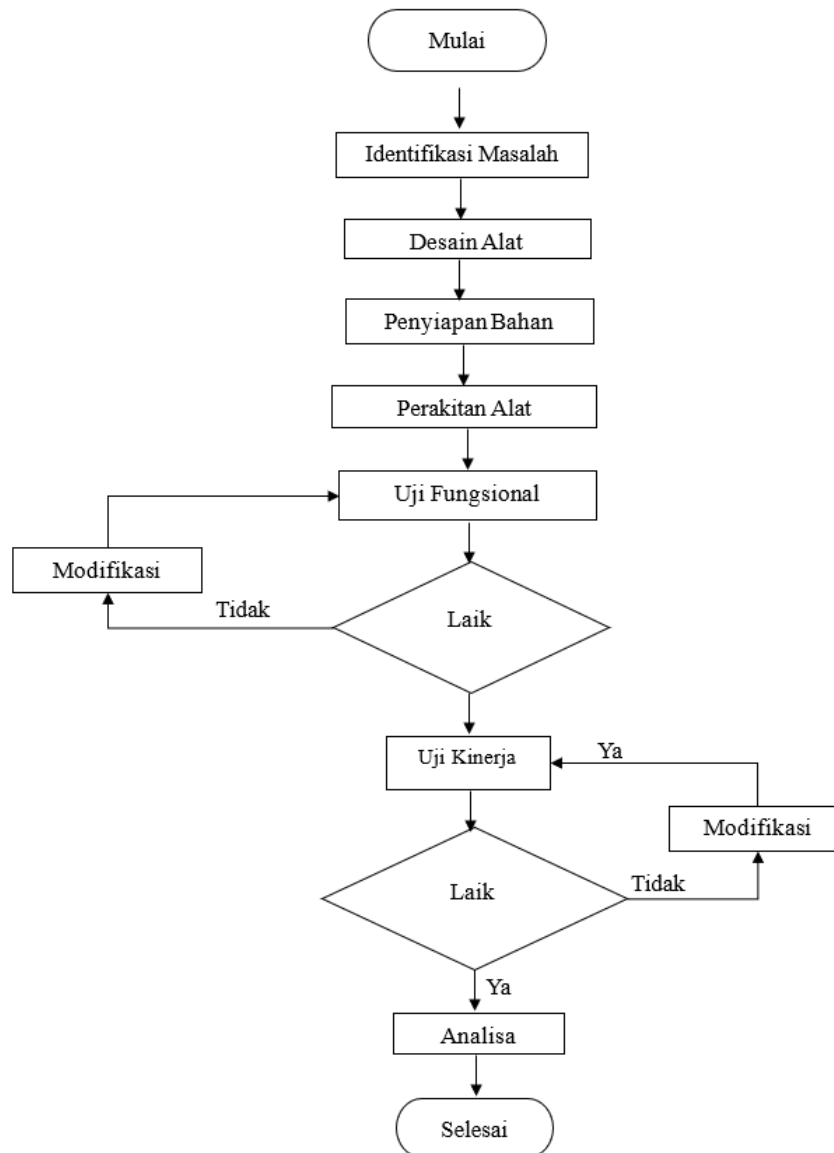 Mulai
Identifikasi Masalah
Desain Alat
Penyiapan Bahan
Perakitan Alat
Uji Fungsional
Modifikasi
Tidak
Laik
Uji Kinerja
Ya
Modifikasi
Laik
Tidak
Ya
Analisa
Selesai